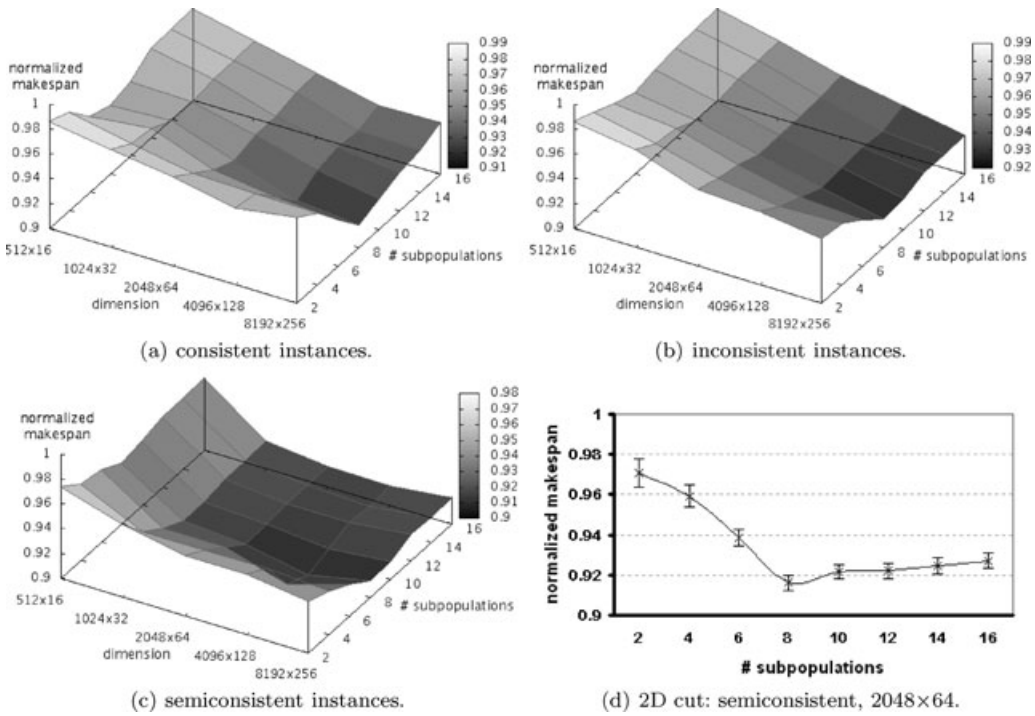 normalized
makespan
1
0.98
0.96
0.94
0.92
0.9
512x16
1024x32
2048x64
dimension
4096x128
8192x256
2
4
6
8
10
12
14
16
# subpopulations
0.99
0.98
0.97
0.96
0.95
0.94
0.93
0.92
0.91
(a) consistent instances.
normalized
makespan
1
0.98
0.96
0.94
0.92
0.9
512x16
1024x32
2048x64
dimension
4096x128
8192x256
2
4
6
8
10
12
14
16
# subpopulations
0.99
0.98
0.97
0.96
0.95
0.94
0.93
0.92
(b) inconsistent instances.
normalized
makespan
1
0.98
0.96
0.94
0.92
0.9
512x16
1024x32
2048x64
dimension
4096x128
8192x256
2
4
6
8
10
12
14
16
# subpopulations
0.98
0.97
0.96
0.95
0.94
0.93
0.92
0.91
0.9
(c) semiconsistent instances.
normalized makespan
1
0.98
0.96
0.94
0.92
0.9
2 4 6 8 10 12 14 16
# subpopulations
(d) 2D cut: semiconsistent, 2048×64.